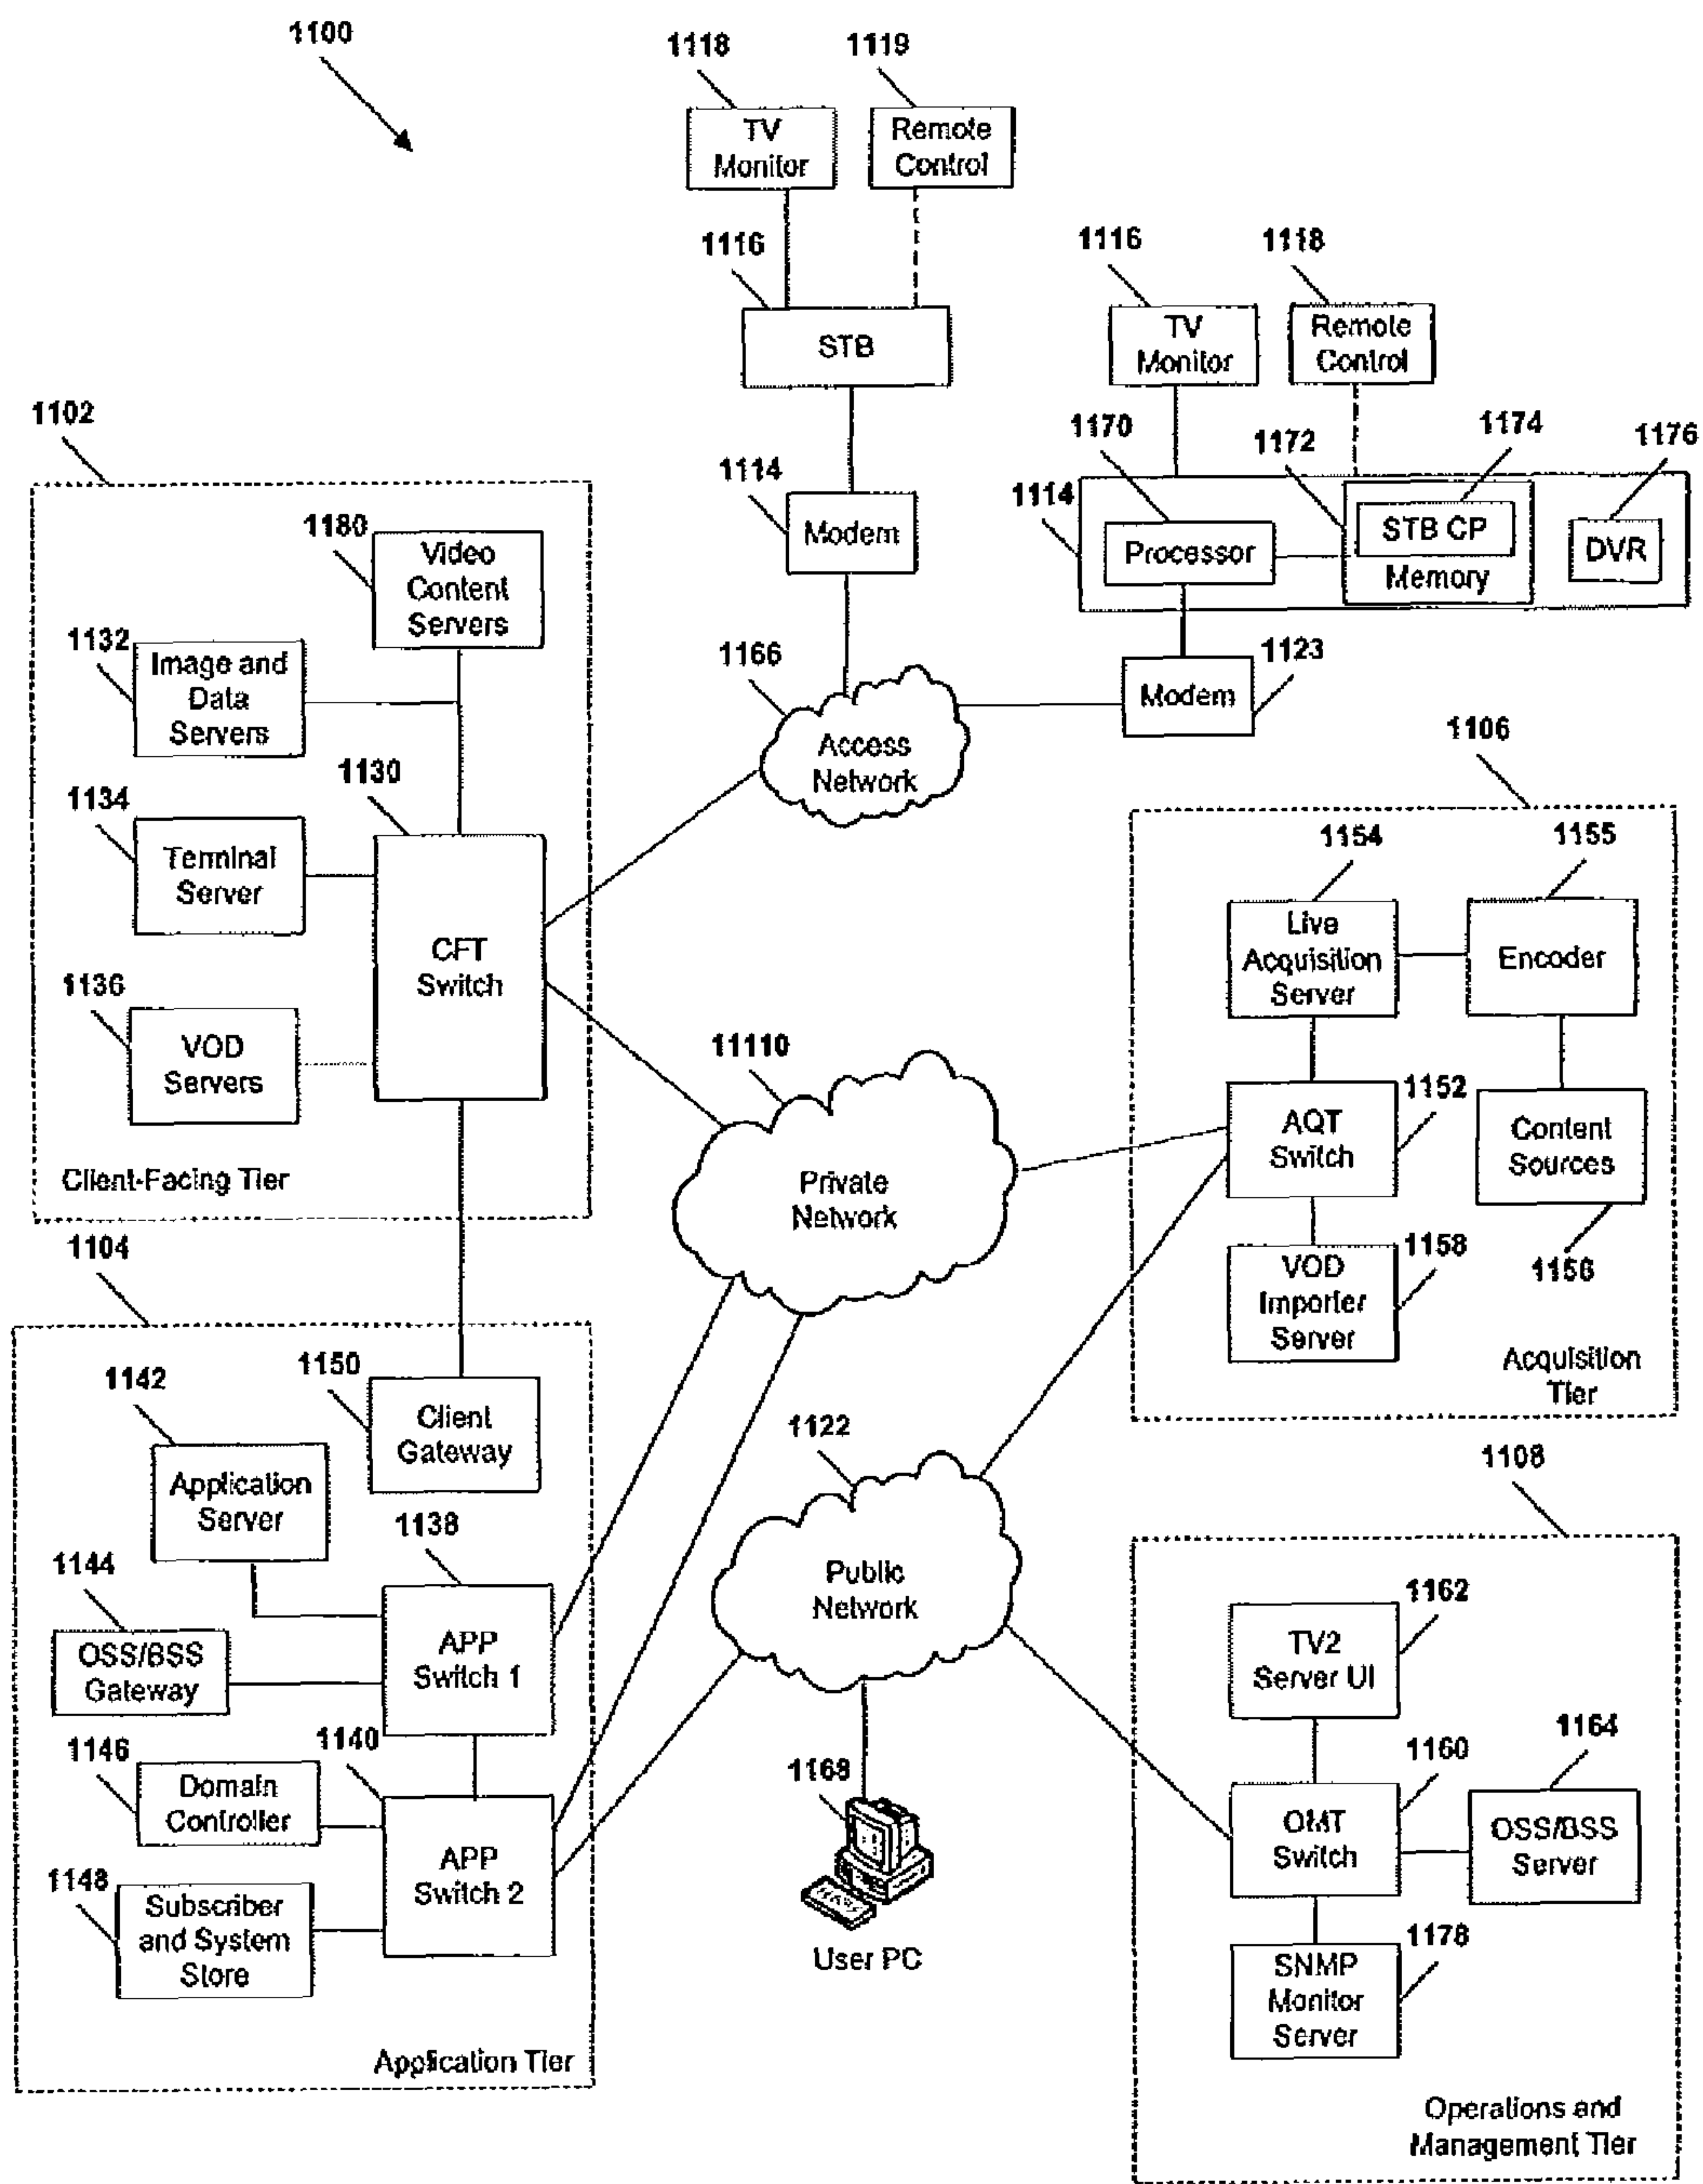 1100
1118
1119
TV
Monitor
Remote
Control
1116
STB
1116
1118
TV
Monitor
Remote
Control
1170
1172
1174
1176
1114
Processor
STB CP
Memory
DVR
1114
Modem
1123
Modem
1166
Access
Network
1102
1180
Video
Content
Servers
1132
Image and
Data
Servers
1130
1134
Terminal
Server
CFT
Switch
1136
VOD
Servers
Client-Facing Tier
11110
Private
Network
1106
1154
1155
Live
Acquisition
Server
Encoder
1152
AQT
Switch
Content
Sources
1156
1158
VOD
Importer
Server
Acquisition
Tier
1104
1150
Client
Gateway
1142
Application
Server
1138
1144
OSS/BSS
Gateway
APP
Switch 1
1146
Domain
Controller
1140
APP
Switch 2
1148
Subscriber
and System
Store
Application Tier
1122
Public
Network
1168
User PC
1108
1162
TV2
Server UI
1160
1164
OMT
Switch
OSS/BSS
Server
1178
SNMP
Monitor
Server
Operations and
Management Tier